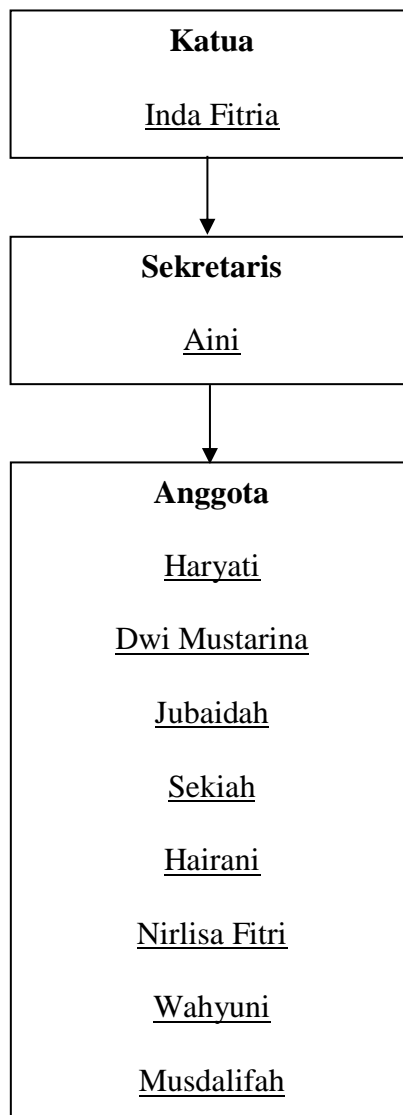 Katua
Inda Fitria
Sekretaris
Aini
Anggota
Haryati
Dwi Mustarina
Jubaidah
Sekiah
Hairani
Nirlisa Fitri
Wahyuni
Musdalifah